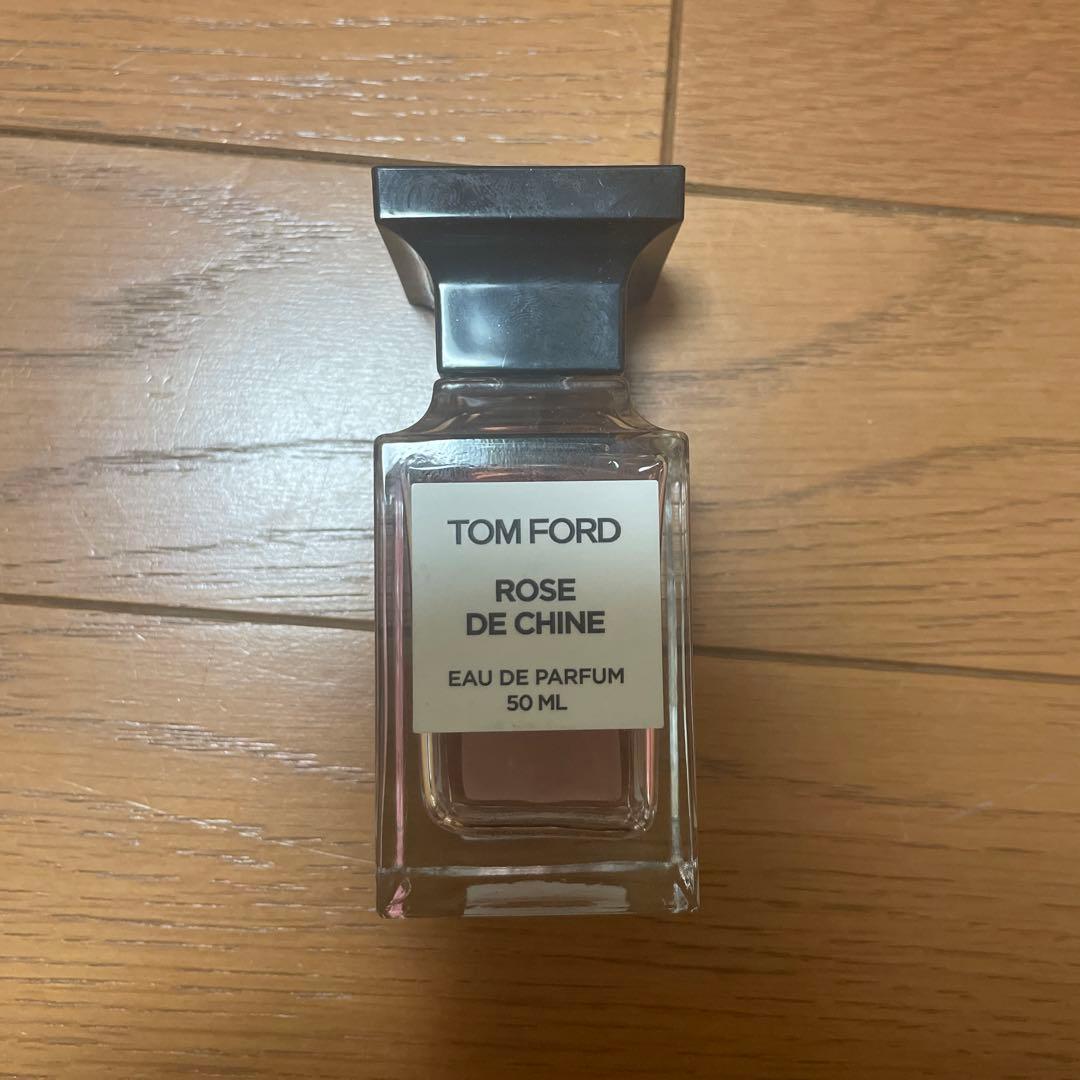 TOM FORD
ROSE
DE CHINE
EAU DE PARFUM
50 ML